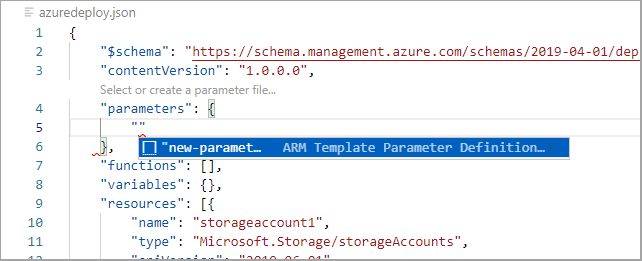 azuredeploy.json
1 {
2 "$schema": "https://schema.management.azure.com/schemas/2019-04-01/dep
3 "contentVersion": "1.0.0.0",
Select or create a parameter file...
4 "parameters": {
5 ""
"new-paramet… ARM Template Parameter Definition…
6 },
7 "functions": [],
8 "variables": {},
9 "resources": [{
10 "name": "storageaccount1",
11 "type": "Microsoft.Storage/storageAccounts",